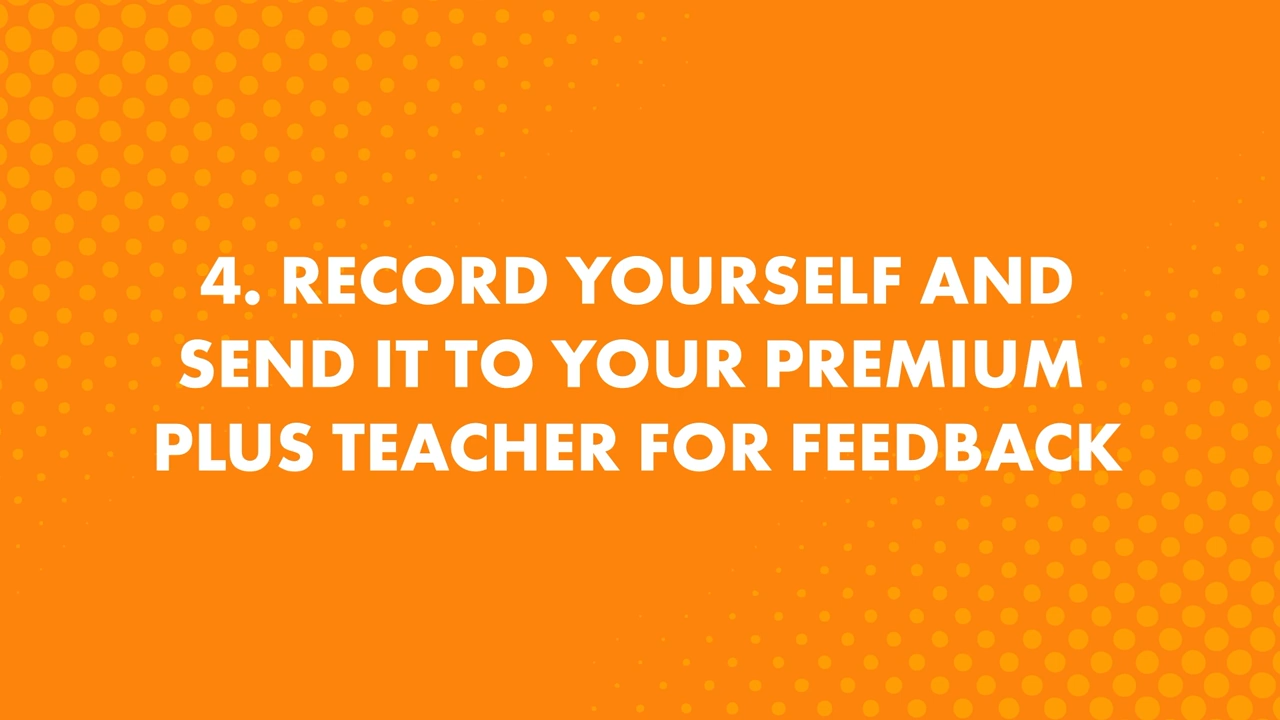 4. RECORD YOURSELF AND
SEND IT TO YOUR PREMIUM
PLUS TEACHER FOR FEEDBACK